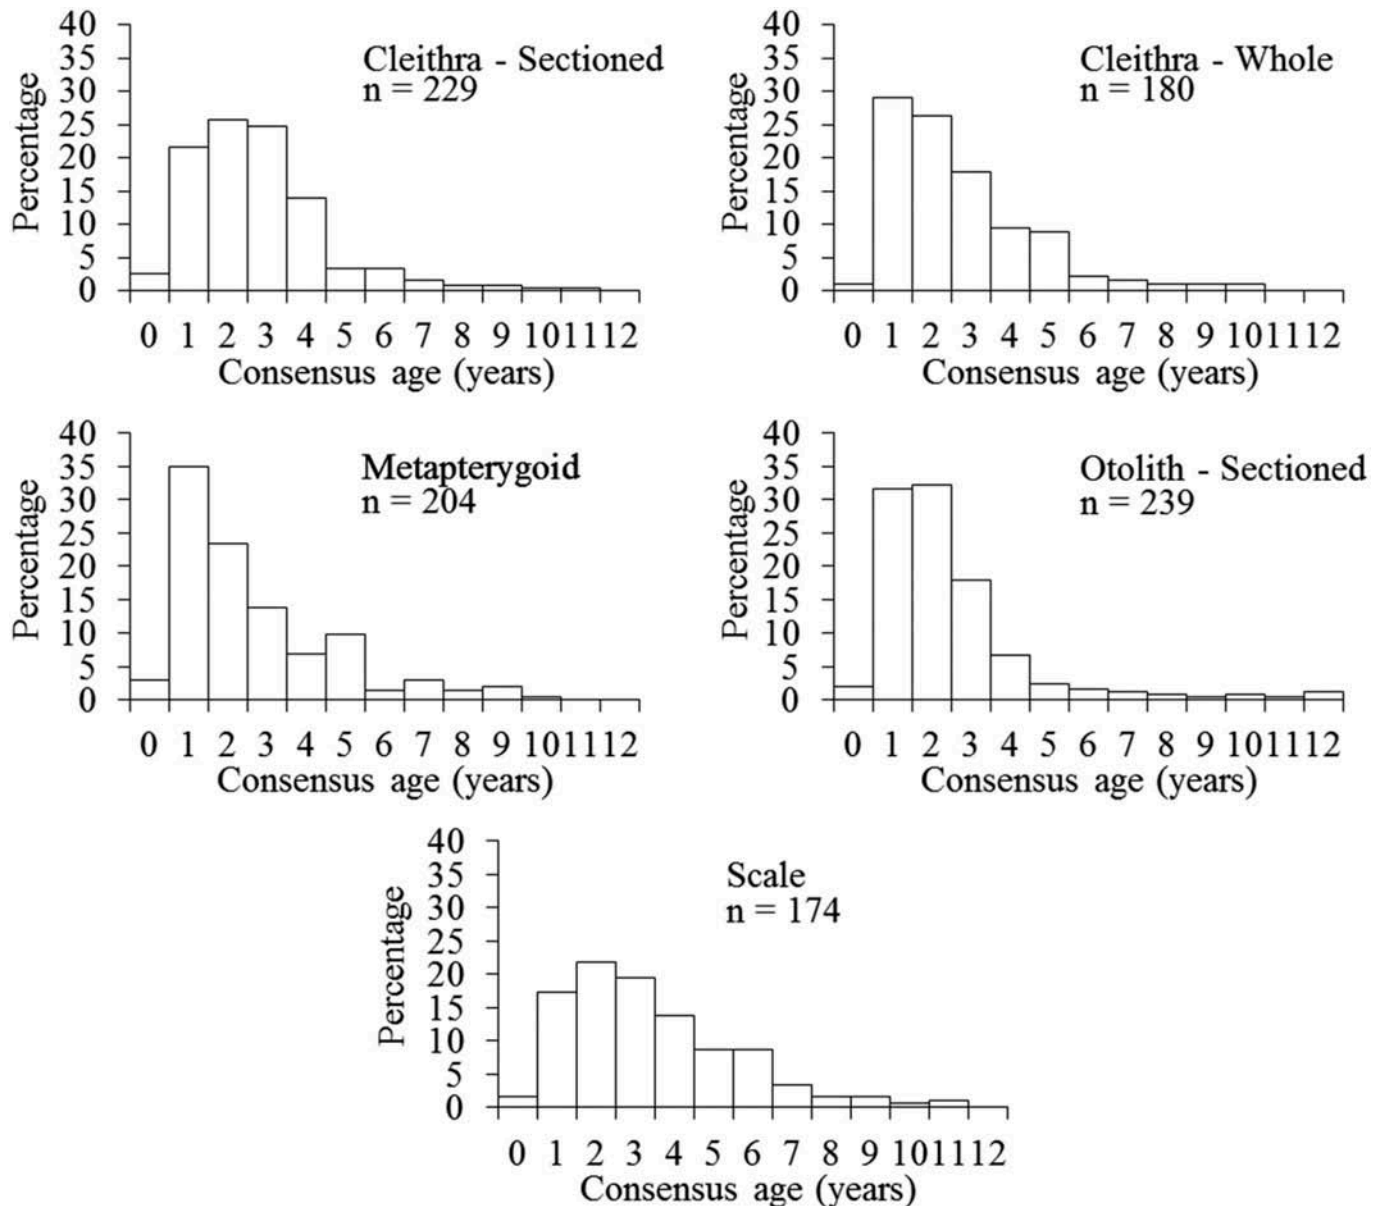 Cleithra - Sectioned
n = 229
Percentage
40
35
30
25
20
15
10
5
0
0 1 2 3 4 5 6 7 8 9 10 11 12
Consensus age (years)
Cleithra - Whole
n = 180
Percentage
40
35
30
25
20
15
10
5
0
0 1 2 3 4 5 6 7 8 9 10 11 12
Consensus age (years)
Metapterygoid
n = 204
Percentage
40
35
30
25
20
15
10
5
0
0 1 2 3 4 5 6 7 8 9 10 11 12
Consensus age (years)
Otolith - Sectioned
n = 239
Percentage
40
35
30
25
20
15
10
5
0
0 1 2 3 4 5 6 7 8 9 10 11 12
Consensus age (years)
Scale
n = 174
Percentage
40
35
30
25
20
15
10
5
0
0 1 2 3 4 5 6 7 8 9 10 11 12
Consensus age (years)